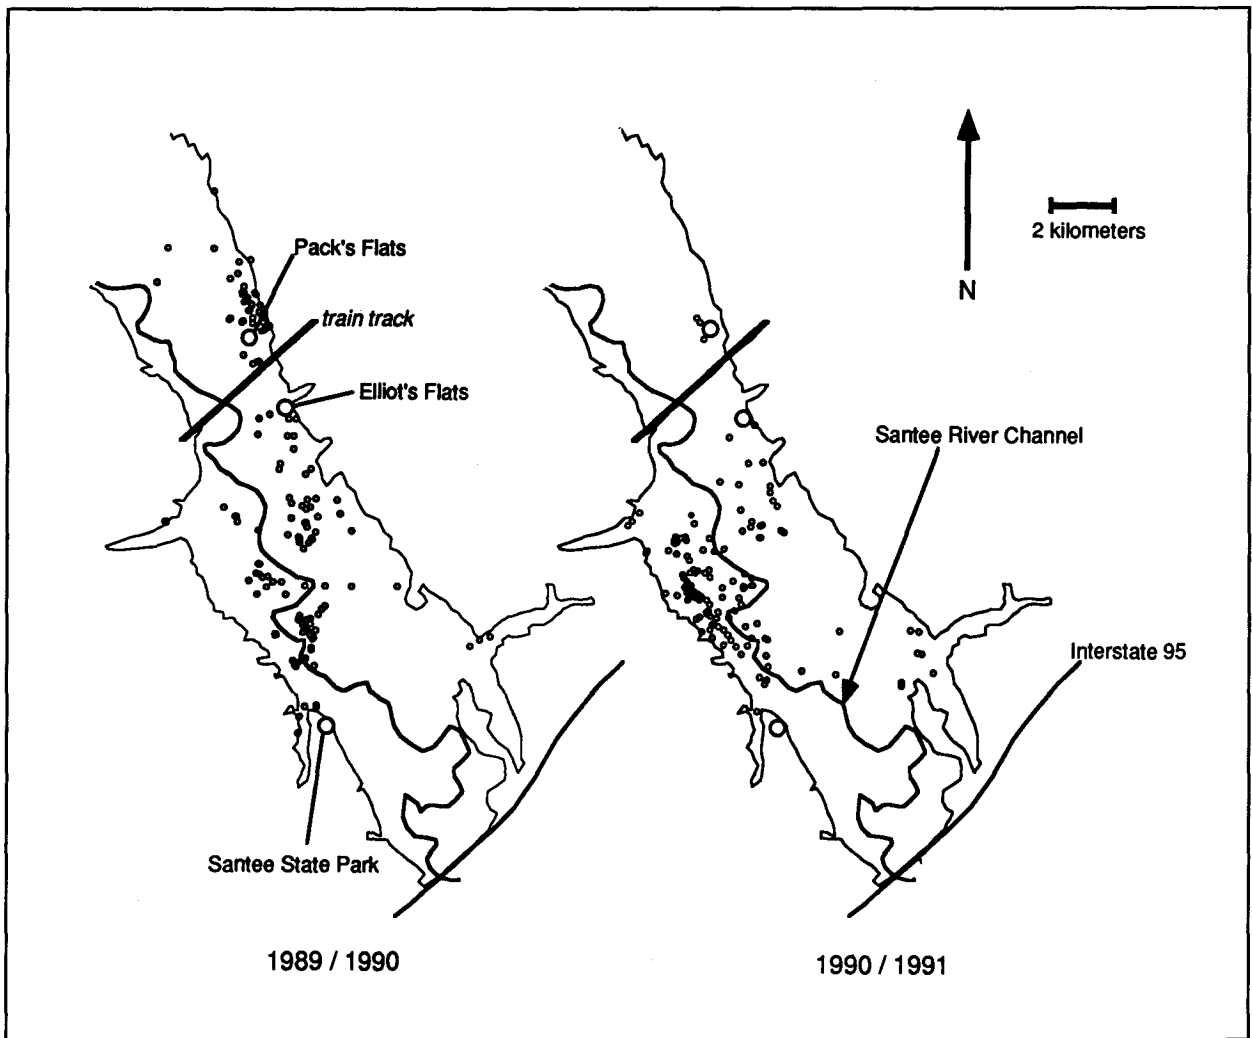 Pack's Flats
train track
Elliot's Flats
Santee State Park
1989 / 1990
N
2 kilometers
Santee River Channel
Interstate 95
1990 / 1991